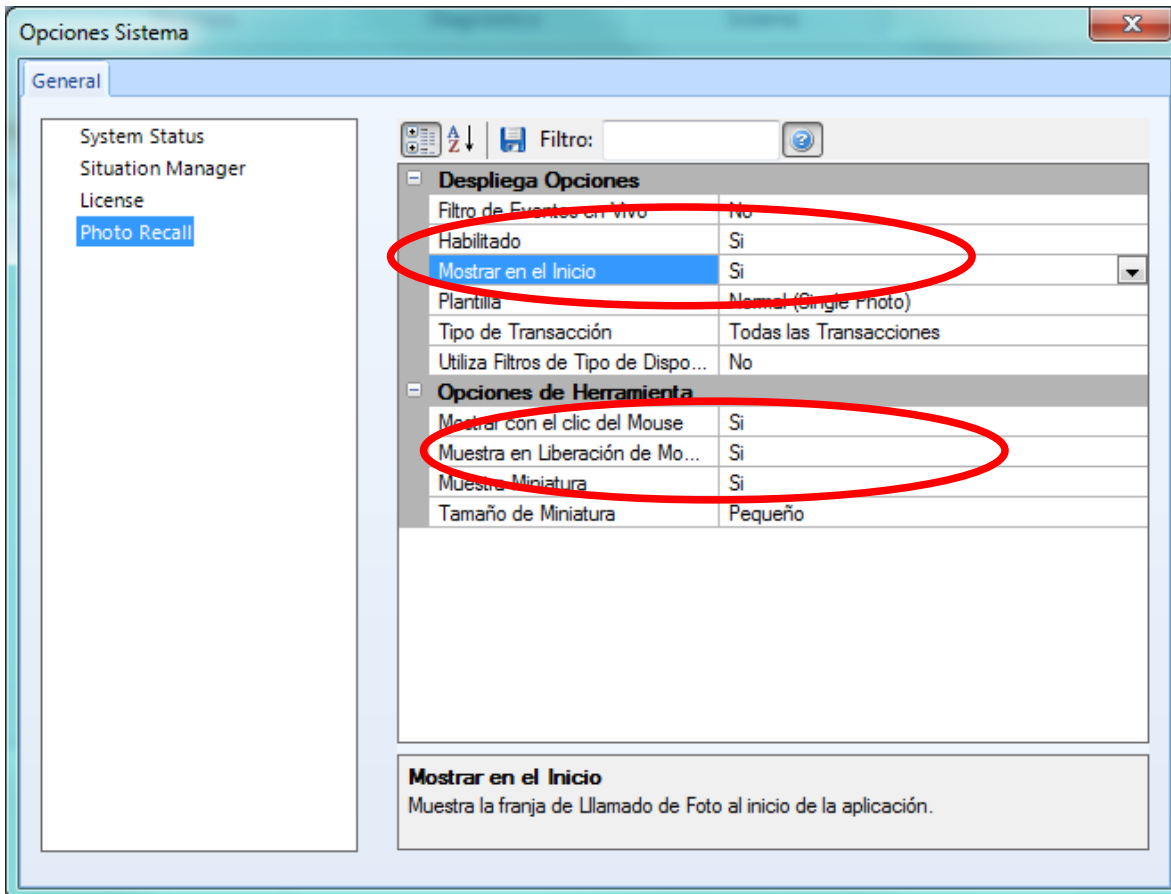 Opciones Sistema
General
System Status
Situation Manager
License
Photo Recall
Filtro:
Despliega Opciones
Filtro de Eventos en Vivo No
Habilitado Si
Mostrar en el Inicio Si
Plantilla Normal (Single Photo)
Tipo de Transacción Todas las Transacciones
Utiliza Filtros de Tipo de Dispo... No
Opciones de Herramienta
Mostrar con el clic del Mouse Si
Muestra en Liberación de Mo... Si
Muestra Miniatura Si
Tamaño de Miniatura Pequeño
Mostrar en el Inicio
Muestra la franja de Lllamado de Foto al inicio de la aplicación.